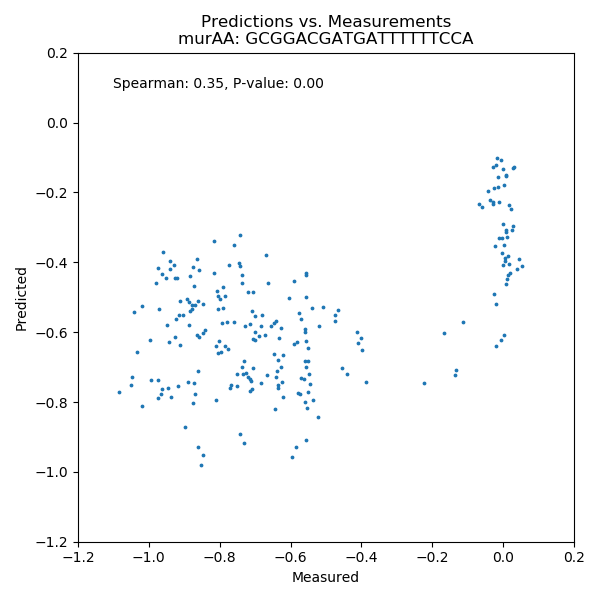 Predictions vs. Measurements
murAA: GCGGACGATGATTTTTTCCA
0.2
Spearman: 0.35, P-value: 0.00
0.0
−0.2
−0.4
Predicted
−0.6
−0.8
−1.0
−1.2
−1.2 −1.0 −0.8 −0.6 −0.4 −0.2 0.0 0.2
Measured